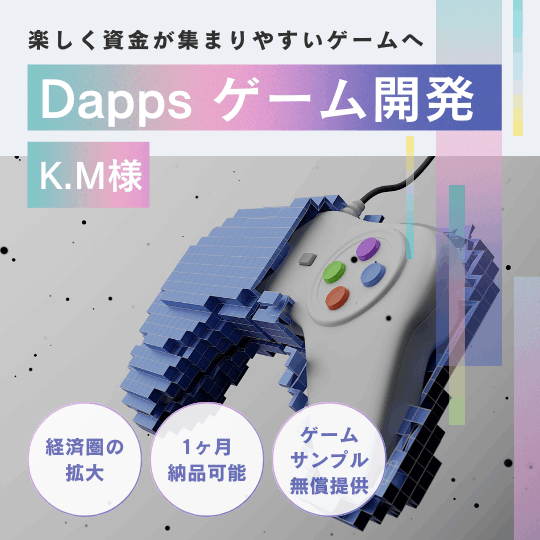 楽しく資金が集まりやすいゲームへ
Dapps ゲーム開発
K.M様
経済圏の
拡大
1ヶ月
納品可能
ゲーム
サンプル
無償提供